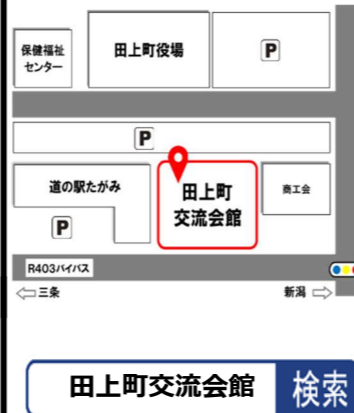 保健福祉
センター
田上町役場
P
P
道の駅たがみ
P
田上町
交流会館
商工会
R403バイパス
三条
新潟
田上町交流会館
検索